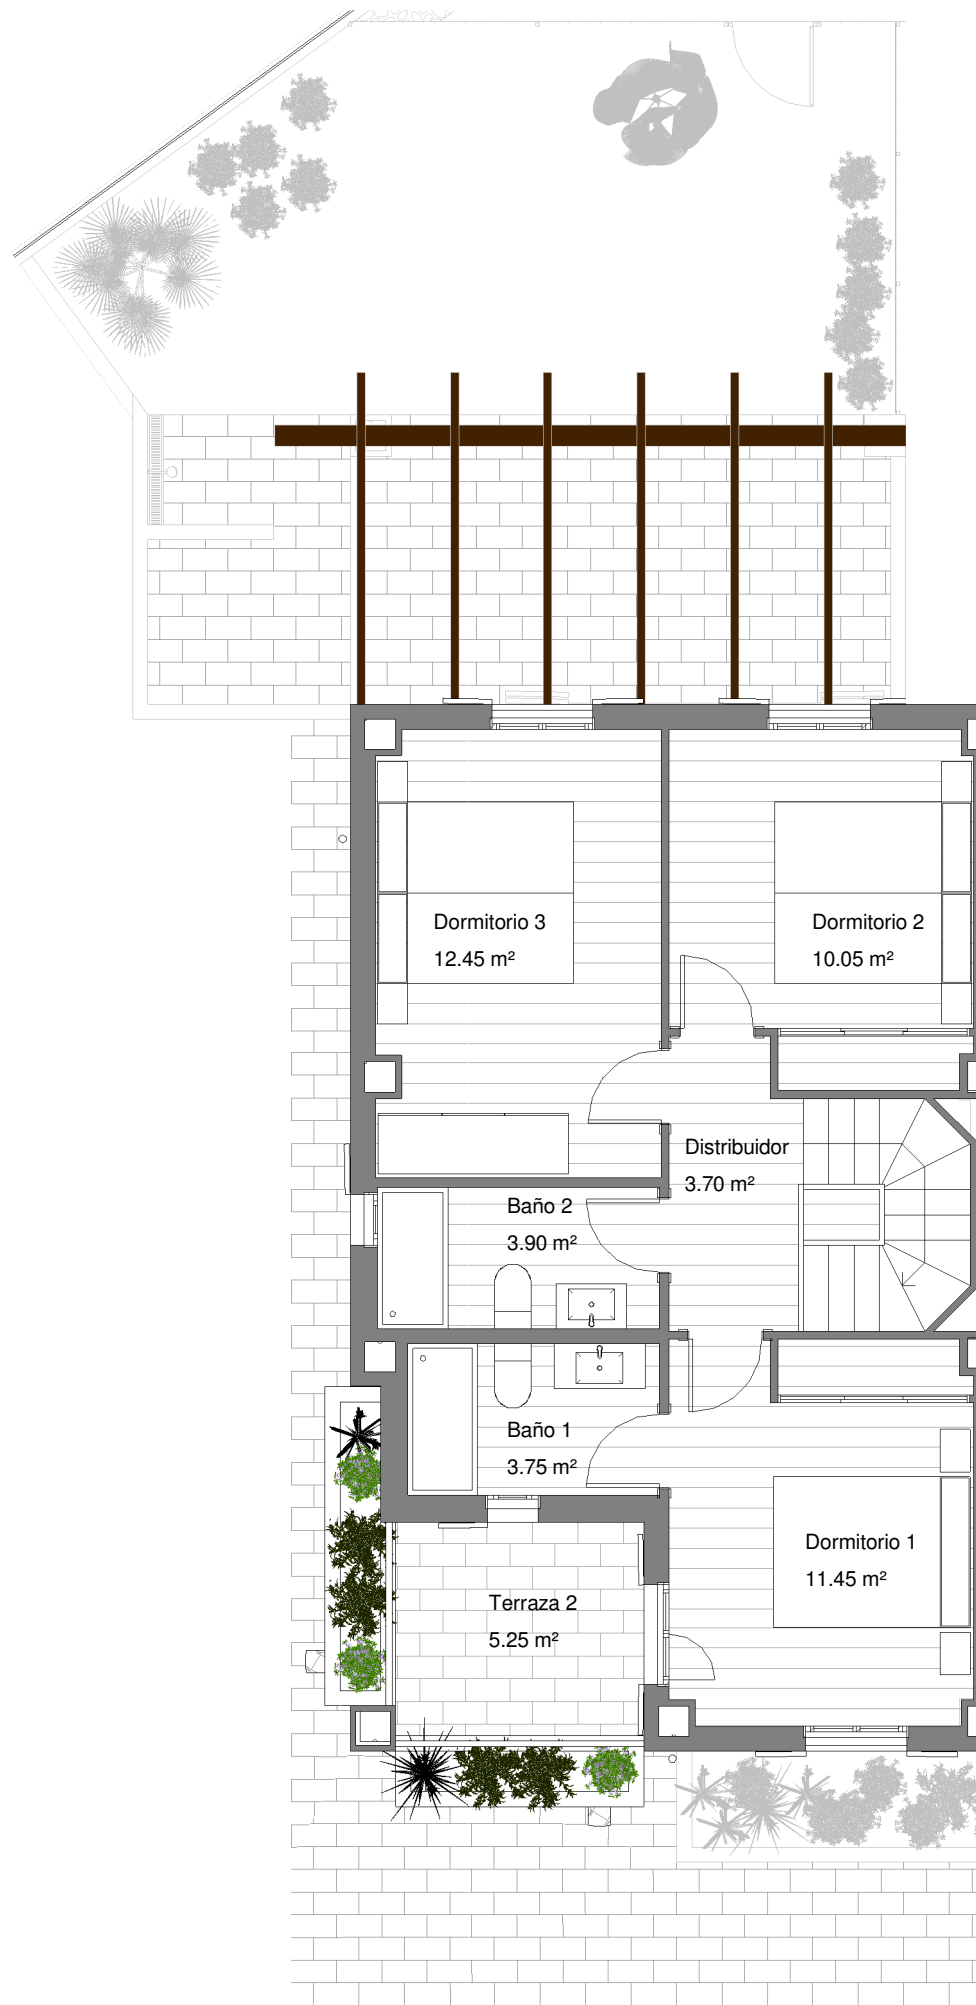 Dormitorio 3
12.45 m²
Dormitorio 2
10.05 m²
Distribuidor
3.70 m²
Baño 2
3.90 m²
Baño 1
3.75 m²
Dormitorio 1
11.45 m²
Terraza 2
5.25 m²